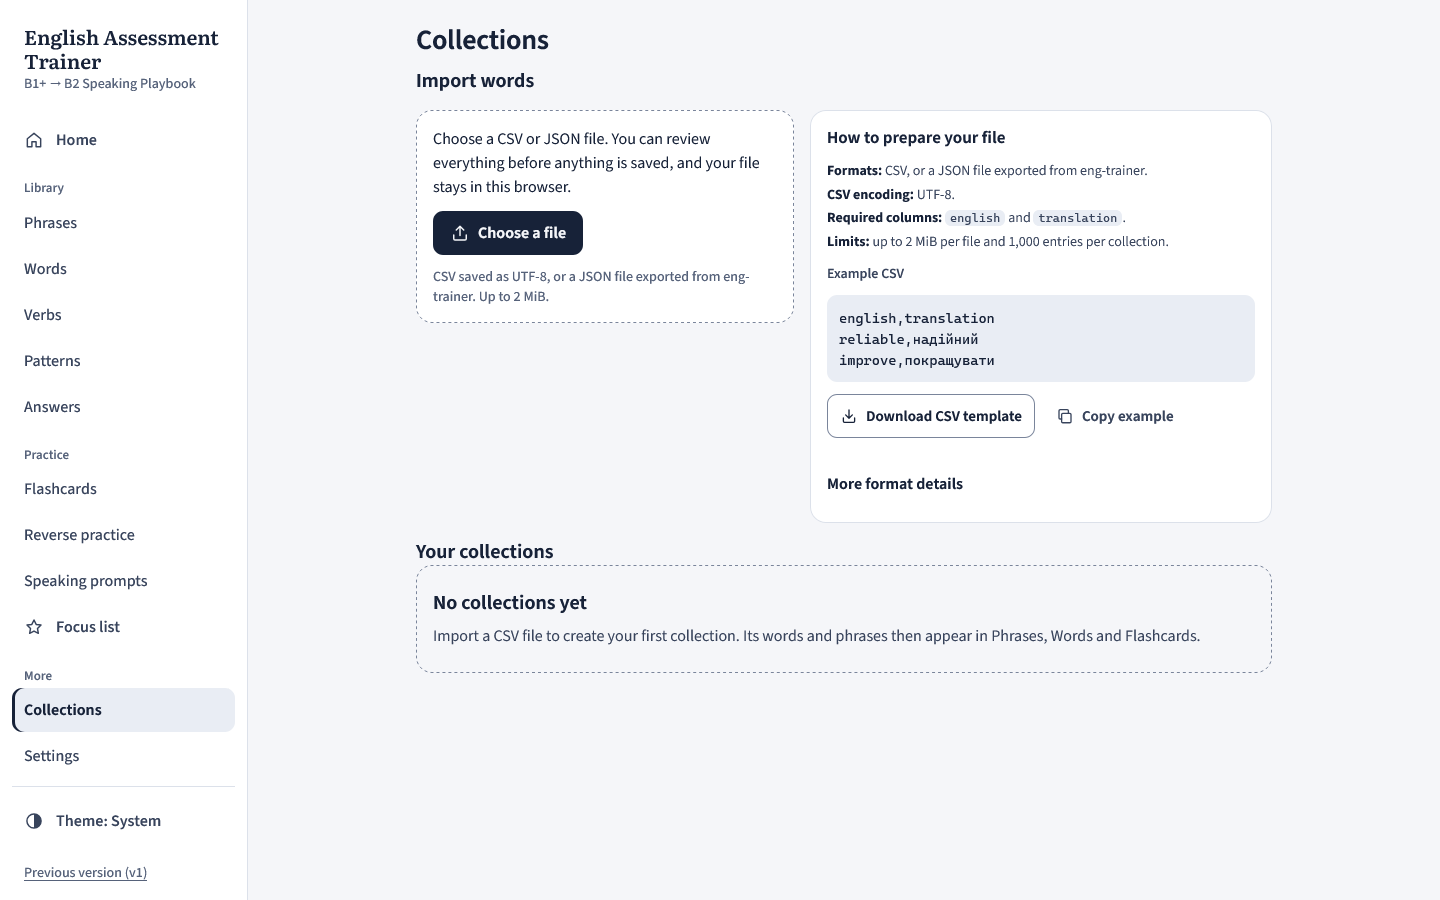 English Assessment
Trainer
B1+ → B2 Speaking Playbook
Home
Library
Phrases
Words
Verbs
Patterns
Answers
Practice
Flashcards
Reverse practice
Speaking prompts
Focus list
More
Collections
Settings
Theme: System
Previous version (v1)
Collections
Import words
Choose a CSV or JSON file. You can review
everything before anything is saved, and your file
stays in this browser.
Choose a file
CSV saved as UTF-8, or a JSON file exported from eng-
trainer. Up to 2 MiB.
How to prepare your file
Formats: CSV, or a JSON file exported from eng-trainer.
CSV encoding: UTF-8.
Required columns: english and translation.
Limits: up to 2 MiB per file and 1,000 entries per collection.
Example CSV
english,translation
reliable,надійний
improve,покращувати
Download CSV template
Copy example
More format details
Your collections
No collections yet
Import a CSV file to create your first collection. Its words and phrases then appear in Phrases, Words and Flashcards.